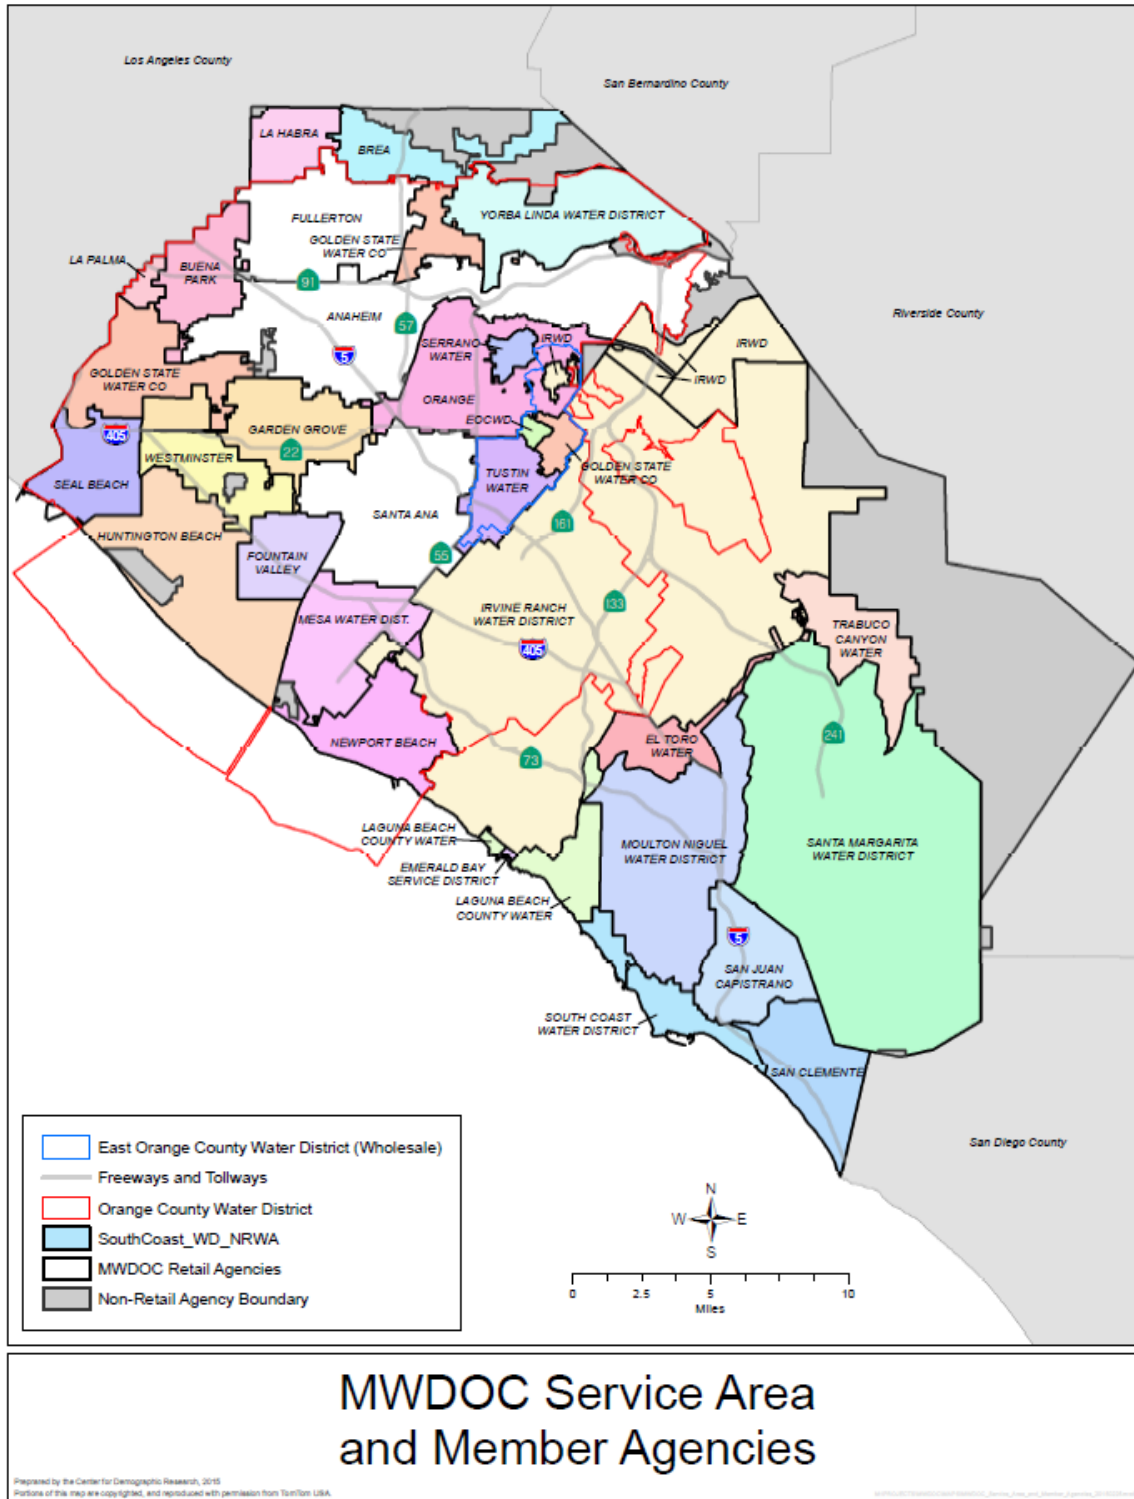 Los Angeles County
San Bernardino County
LA HABRA
BREA
FULLERTON
YORBA LINDA WATER DISTRICT
GOLDEN STATE
WATER CO
LA PALMA
BUENA
PARK
91
ANAHEIM
57
Riverside County
5
SERRANO
WATER
IRWD
IRWD
IRWD
GOLDEN STATE
WATER CO
ORANGE
EOCWD
405
GARDEN GROVE
22
WESTMINSTER
GOLDEN STATE
WATER CO
TUSTIN
WATER
SEAL BEACH
SANTA ANA
161
HUNTINGTON BEACH
55
FOUNTAIN
VALLEY
133
IRVINE RANCH
WATER DISTRICT
MESA WATER DIST.
TRABUCO
CANYON
WATER
405
NEWPORT BEACH
EL TORO
WATER
241
73
LAGUNA BEACH
COUNTY WATER
MOULTON NIGUEL
WATER DISTRICT
SANTA MARGARITA
WATER DISTRICT
EMERALD BAY
SERVICE DISTRICT
LAGUNA BEACH
COUNTY WATER
5
SAN JUAN
CAPISTRANO
SOUTH COAST
WATER DISTRICT
SAN CLEMENTE
San Diego County
East Orange County Water District (Wholesale)
Freeways and Tollways
Orange County Water District
SouthCoast_WD_NRWA
MWDOC Retail Agencies
Non-Retail Agency Boundary
N
W E
S
0 2.5 5 10
Miles
MWDOC Service Area
and Member Agencies
Prepared by the Center for Demographic Research, 2015
Portions of this map are copyrighted, and reproduced with permission from TomTom USA.